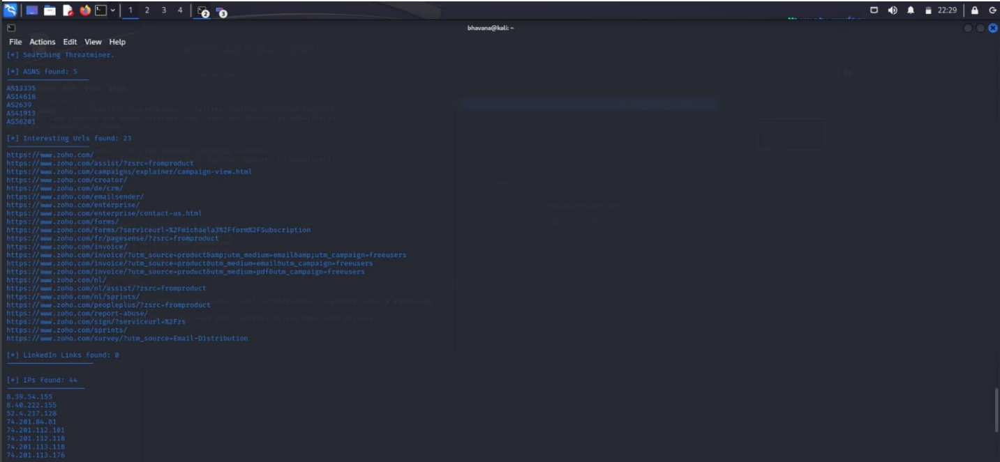 1 2 3 4
2
3
22:29
bhavana@kali: ~
File Actions Edit View Help
[*] Searching Threatminer.
[*] ASNS found: 5
AS13335
AS14618
AS2639
AS41913
AS56201
[*] Interesting Urls found: 23
https://www.zoho.com/
https://www.zoho.com/assist/?zsrc=fromproduct
https://www.zoho.com/campaigns/explainer/campaign-view.html
https://www.zoho.com/creator/
https://www.zoho.com/de/crm/
https://www.zoho.com/emailsender/
https://www.zoho.com/enterprise/
https://www.zoho.com/enterprise/contact-us.html
https://www.zoho.com/forms/
https://www.zoho.com/forms/?serviceurl=%2Fmichaela3%2Fform%2FSubscription
https://www.zoho.com/fr/pagesense/?zsrc=fromproduct
https://www.zoho.com/invoice/
https://www.zoho.com/invoice/?utm_source=product&amp;utm_medium=email&amp;utm_campaign=freeusers
https://www.zoho.com/invoice/?utm_source=product&utm_medium=email&utm_campaign=freeusers
https://www.zoho.com/invoice/?utm_source=product&utm_medium=pdf&utm_campaign=freeusers
https://www.zoho.com/nl/
https://www.zoho.com/nl/assist/?zsrc=fromproduct
https://www.zoho.com/nl/sprints/
https://www.zoho.com/peopleplus/?zsrc=fromproduct
https://www.zoho.com/report-abuse/
https://www.zoho.com/sign/?serviceurl=%2Fzs
https://www.zoho.com/sprints/
https://www.zoho.com/survey/?utm_source=Email-Distribution
[*] LinkedIn Links found: 0
[*] IPs found: 44
8.39.54.155
8.40.222.155
52.4.217.128
74.201.84.81
74.201.112.101
74.201.112.118
74.201.113.118
74.201.113.176